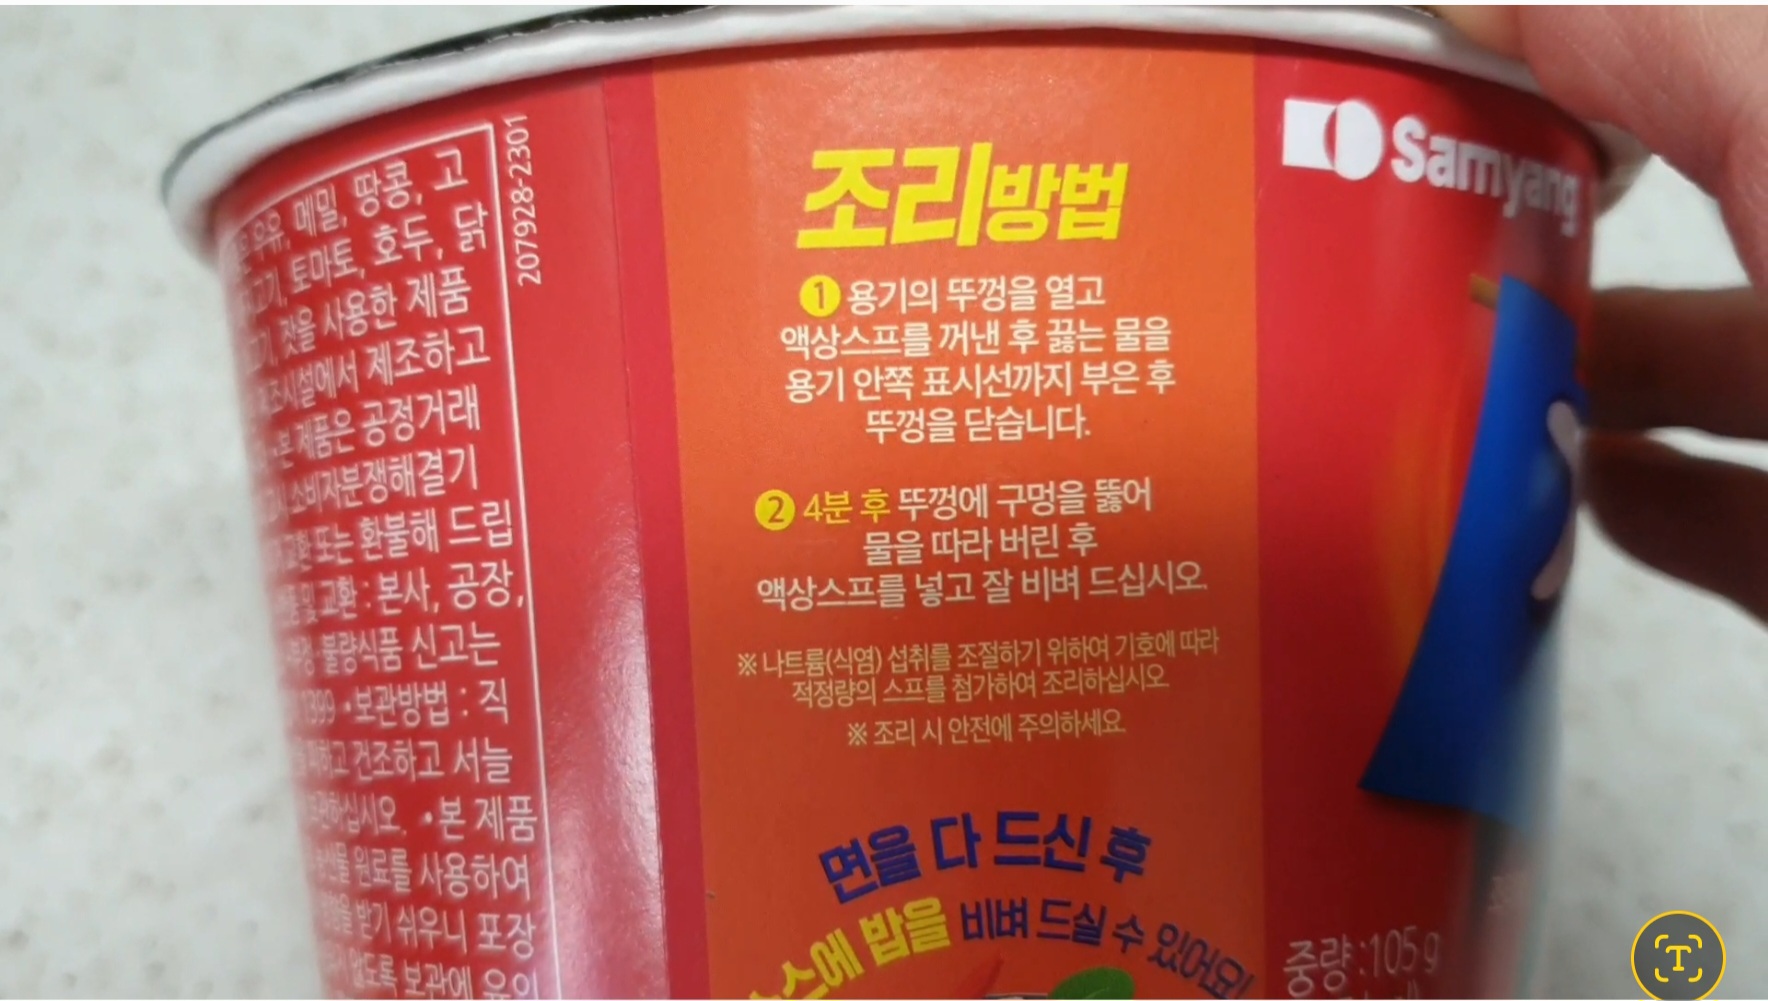 우유, 메밀, 땅콩, 고
토마토, 호두, 닭
잣을 사용한 제품
제조하고
제품은 공정거래
소비자분쟁해결기
교환 또는 환불해 드립
및 교환 : 본사, 공장,
불량식품 신고는
1399 • 보관방법 : 직
건조하고 서늘
• 본 제품
원료를 사용하여
받기 쉬우니 포장
않도록 보관에 유의
207928-2301
조리방법
1 용기의 뚜껑을 열고
액상스프를 꺼낸 후 끓는 물을
용기 안쪽 표시선까지 부은 후
뚜껑을 닫습니다.
2 4분 후 뚜껑에 구멍을 뚫어
물을 따라 버린 후
액상스프를 넣고 잘 비벼 드십시오.
※ 나트륨(식염) 섭취를 조절하기 위하여 기호에 따라
적정량의 스프를 첨가하여 조리하십시오
※ 조리 시 안전에 주의하세요.
면을 다 드신 후
밥을 비벼 드실 수 있어요!
Samyang
중량 : 105 g